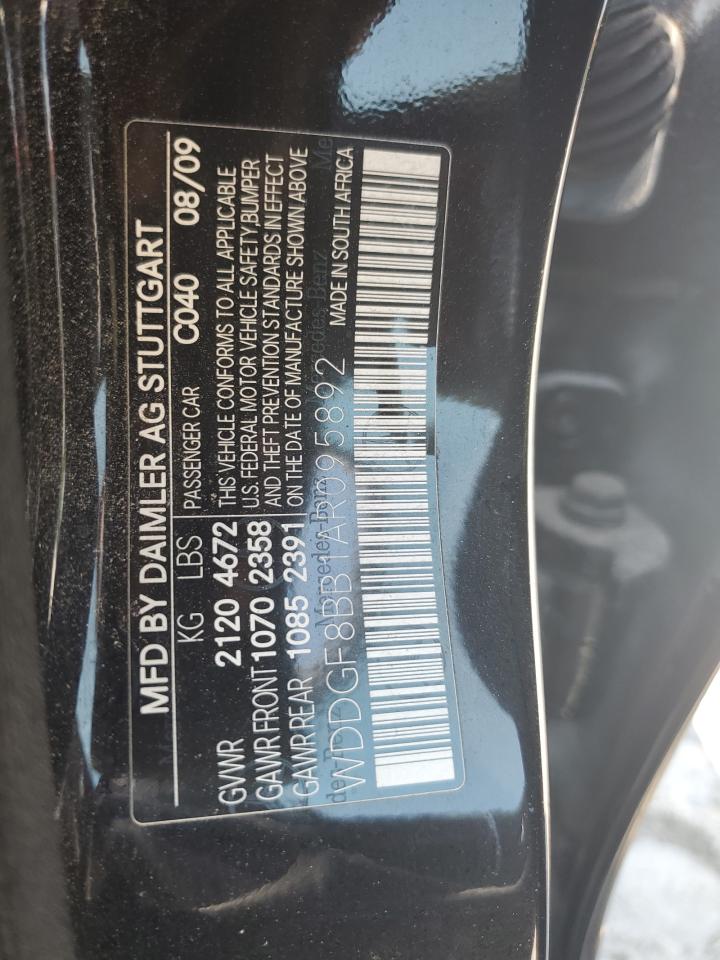 MFD BY DAIMLER AG STUTTGART
KG LBS PASSENGER CAR C040 08/09
GVWR 2120 4672 THIS VEHICLE CONFORMS TO ALL APPLICABLE
GAWR FRONT 1070 2358 U.S. FEDERAL MOTOR VEHICLE SAFETY,BUMPER
AND THEFT PREVENTION STANDARDS IN EFFECT
GAWR REAR 1085 2391 ON THE DATE OF MANUFACTURE SHOWN ABOVE
WDDGF8BB1AR095892 MADE IN SOUTH AFRICA
Mercedes-Benz